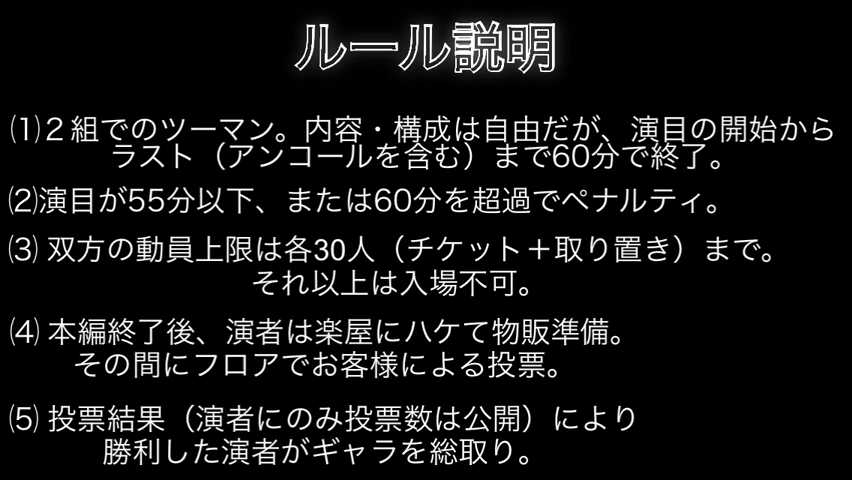 ルール説明
(1)２組でのツーマン。内容・構成は自由だが、演目の開始から
ラスト（アンコールを含む）まで60分で終了。
(2)演目が55分以下、または60分を超過でペナルティ。
(3) 双方の動員上限は各30人（チケット＋取り置き）まで。
それ以上は入場不可。
(4) 本編終了後、演者は楽屋にハケて物販準備。
その間にフロアでお客様による投票。
(5) 投票結果（演者にのみ投票数は公開）により
勝利した演者がギャラを総取り。